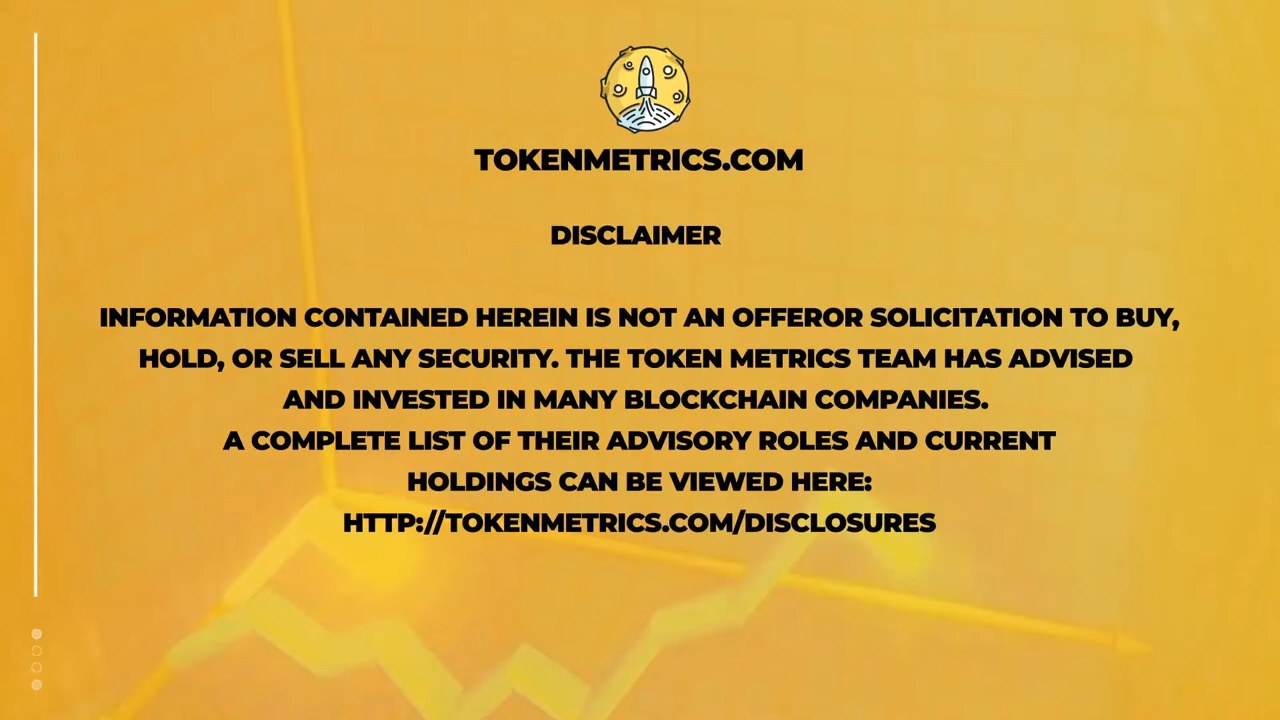 TOKENMETRICS.COM
DISCLAIMER
INFORMATION CONTAINED HEREIN IS NOT AN OFFEROR SOLICITATION TO BUY,
HOLD, OR SELL ANY SECURITY. THE TOKEN METRICS TEAM HAS ADVISED
AND INVESTED IN MANY BLOCKCHAIN COMPANIES.
A COMPLETE LIST OF THEIR ADVISORY ROLES AND CURRENT
HOLDINGS CAN BE VIEWED HERE:
HTTP://TOKENMETRICS.COM/DISCLOSURES